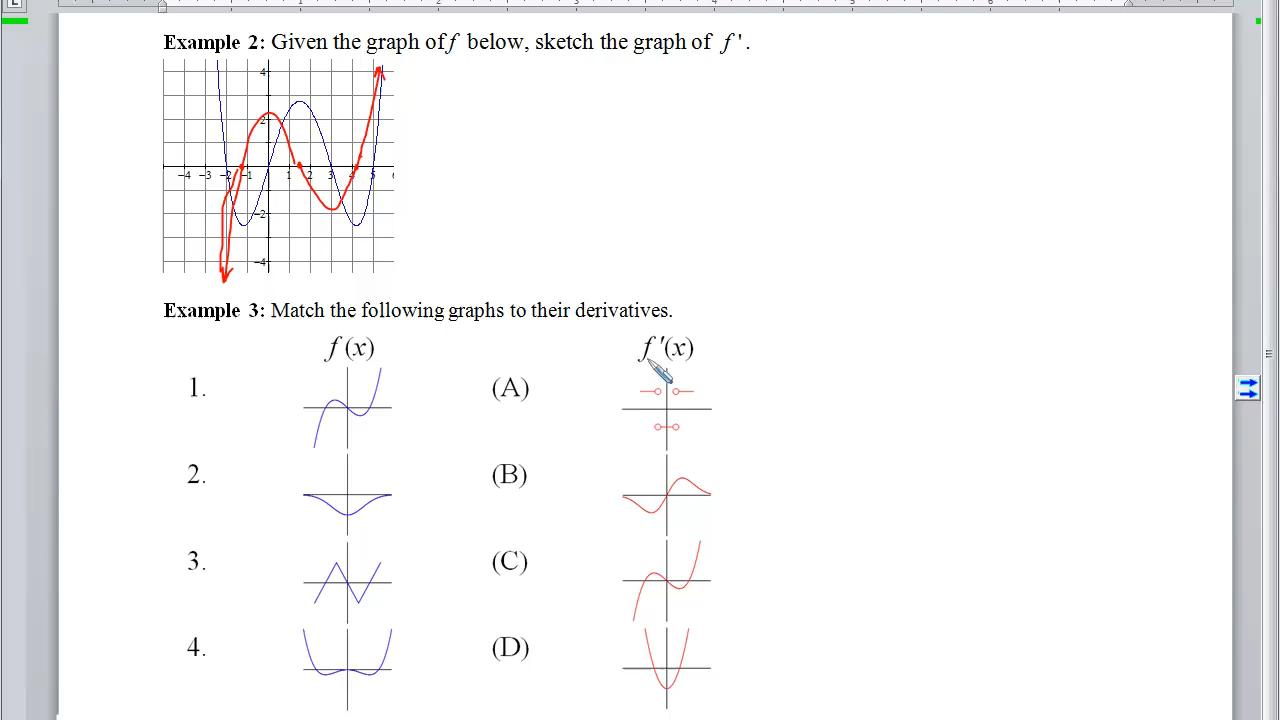 Example 2: Given the graph of f below, sketch the graph of f '.
4
2
−4 −3 −2 −1 1 2 3 4 5
−2
−4
Example 3: Match the following graphs to their derivatives.
f (x) f '(x)
1. (A)
2. (B)
3. (C)
4. (D)